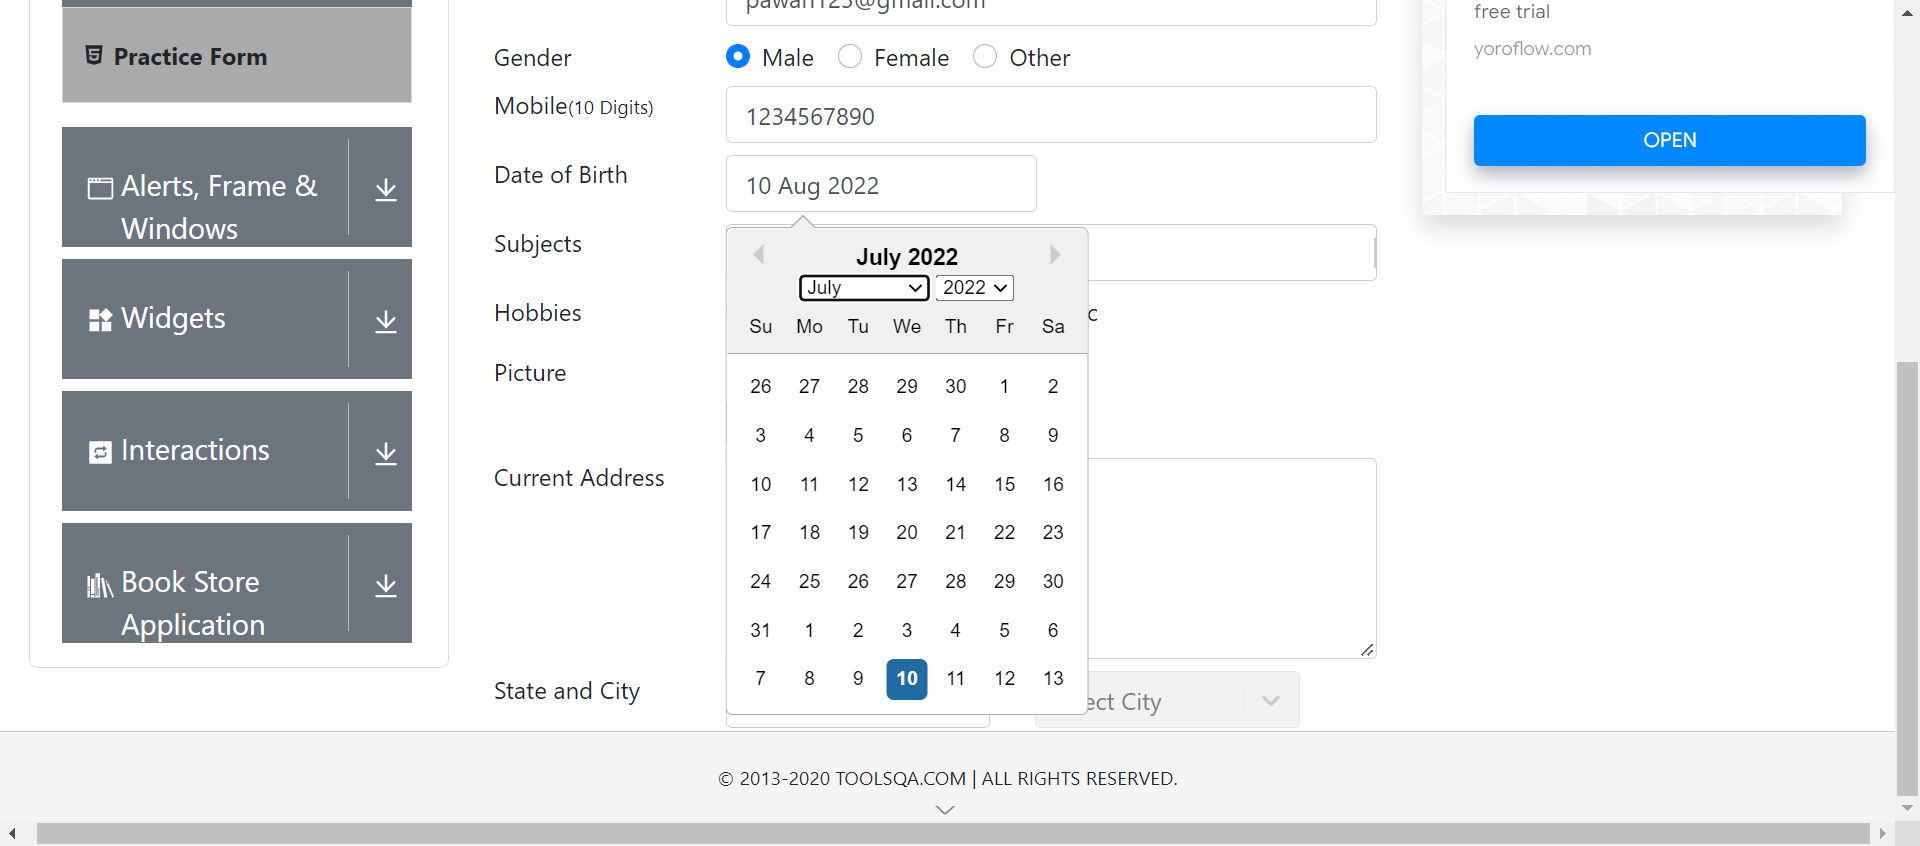 Practice Form
Alerts, Frame &
Windows
Widgets
Interactions
Book Store
Application
pawan123@gmail.com
Gender
Male Female Other
Mobile(10 Digits)
1234567890
Date of Birth
10 Aug 2022
Subjects
July 2022
July 2022
Su Mo Tu We Th Fr Sa
26 27 28 29 30 1 2
3 4 5 6 7 8 9
10 11 12 13 14 15 16
17 18 19 20 21 22 23
24 25 26 27 28 29 30
31 1 2 3 4 5 6
7 8 9 10 11 12 13
Hobbies
c
Picture
Current Address
State and City
ect City
free trial
yoroflow.com
OPEN
© 2013-2020 TOOLSQA.COM | ALL RIGHTS RESERVED.